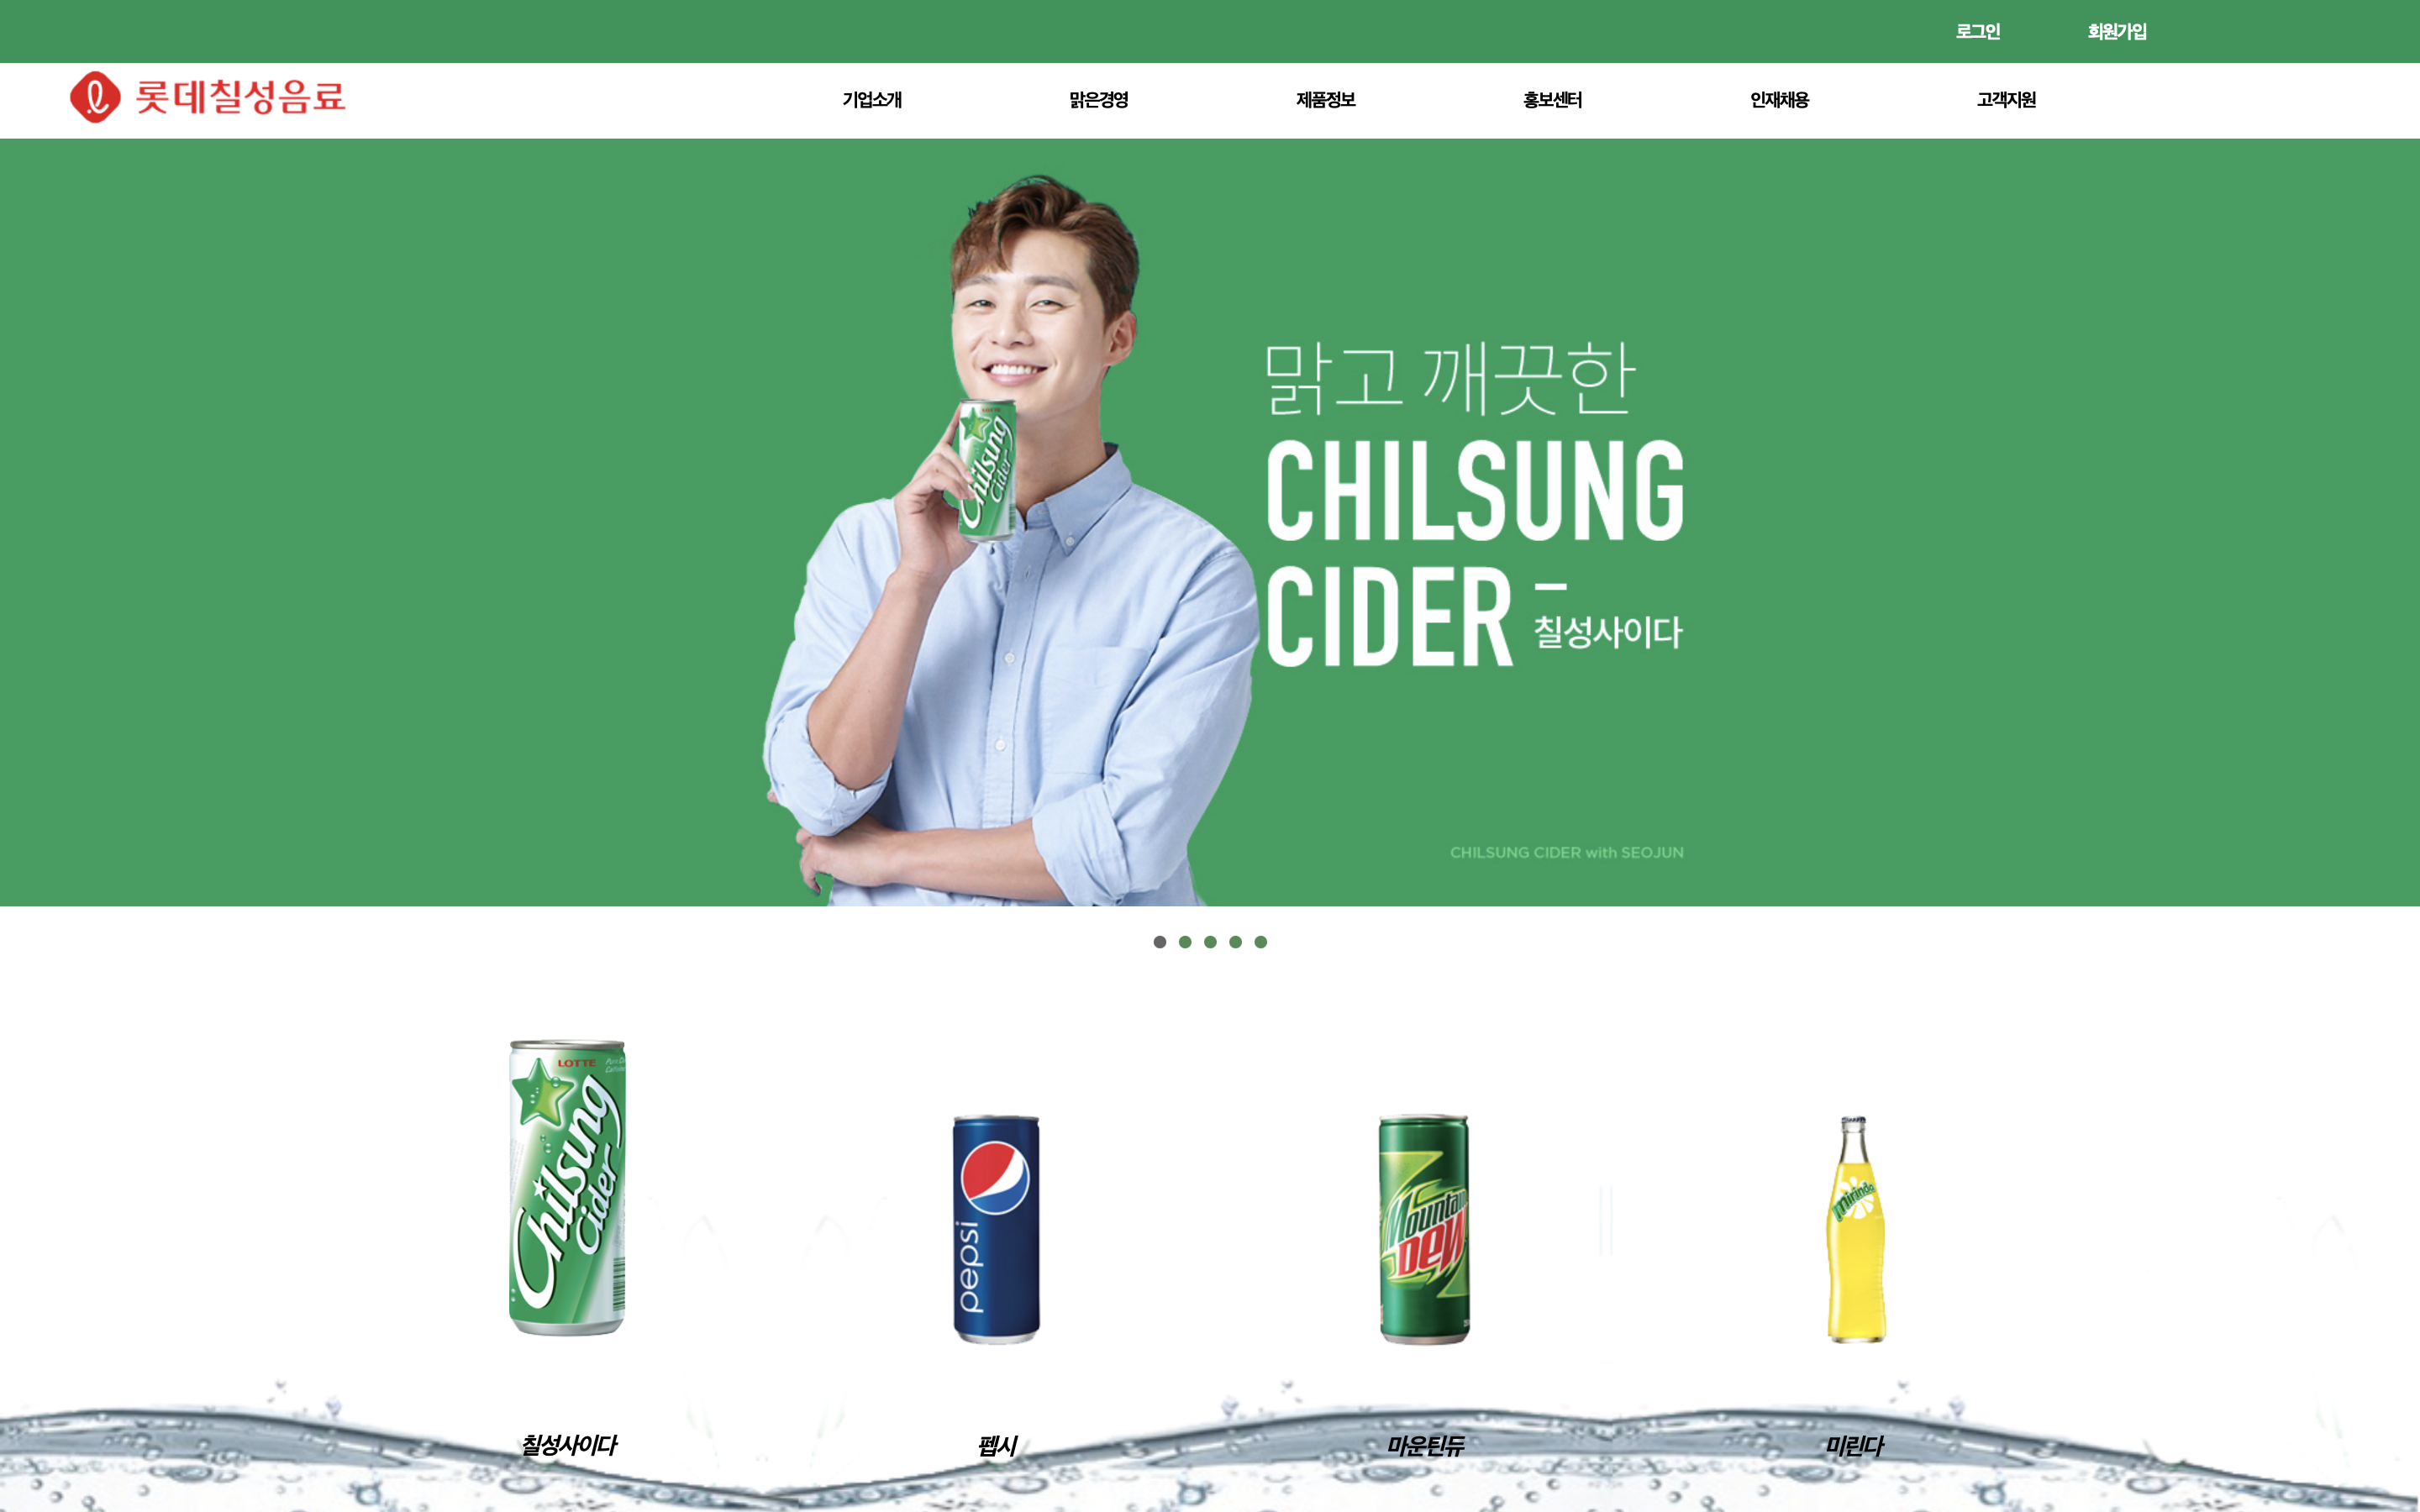 로그인 회원가입
롯데칠성음료 기업소개 맑은경영 제품정보 홍보센터 인재채용 고객지원
맑고 깨끗한
CHILSUNG
CIDER
칠성사이다
LOTTE
Chilsung
Cider
CHILSUNG CIDER with SEOJUN
LOTTE
Chilsung
Cider
pepsi
Mountain
Dew
mirinda
칠성사이다 펩시 마운틴듀 미린다